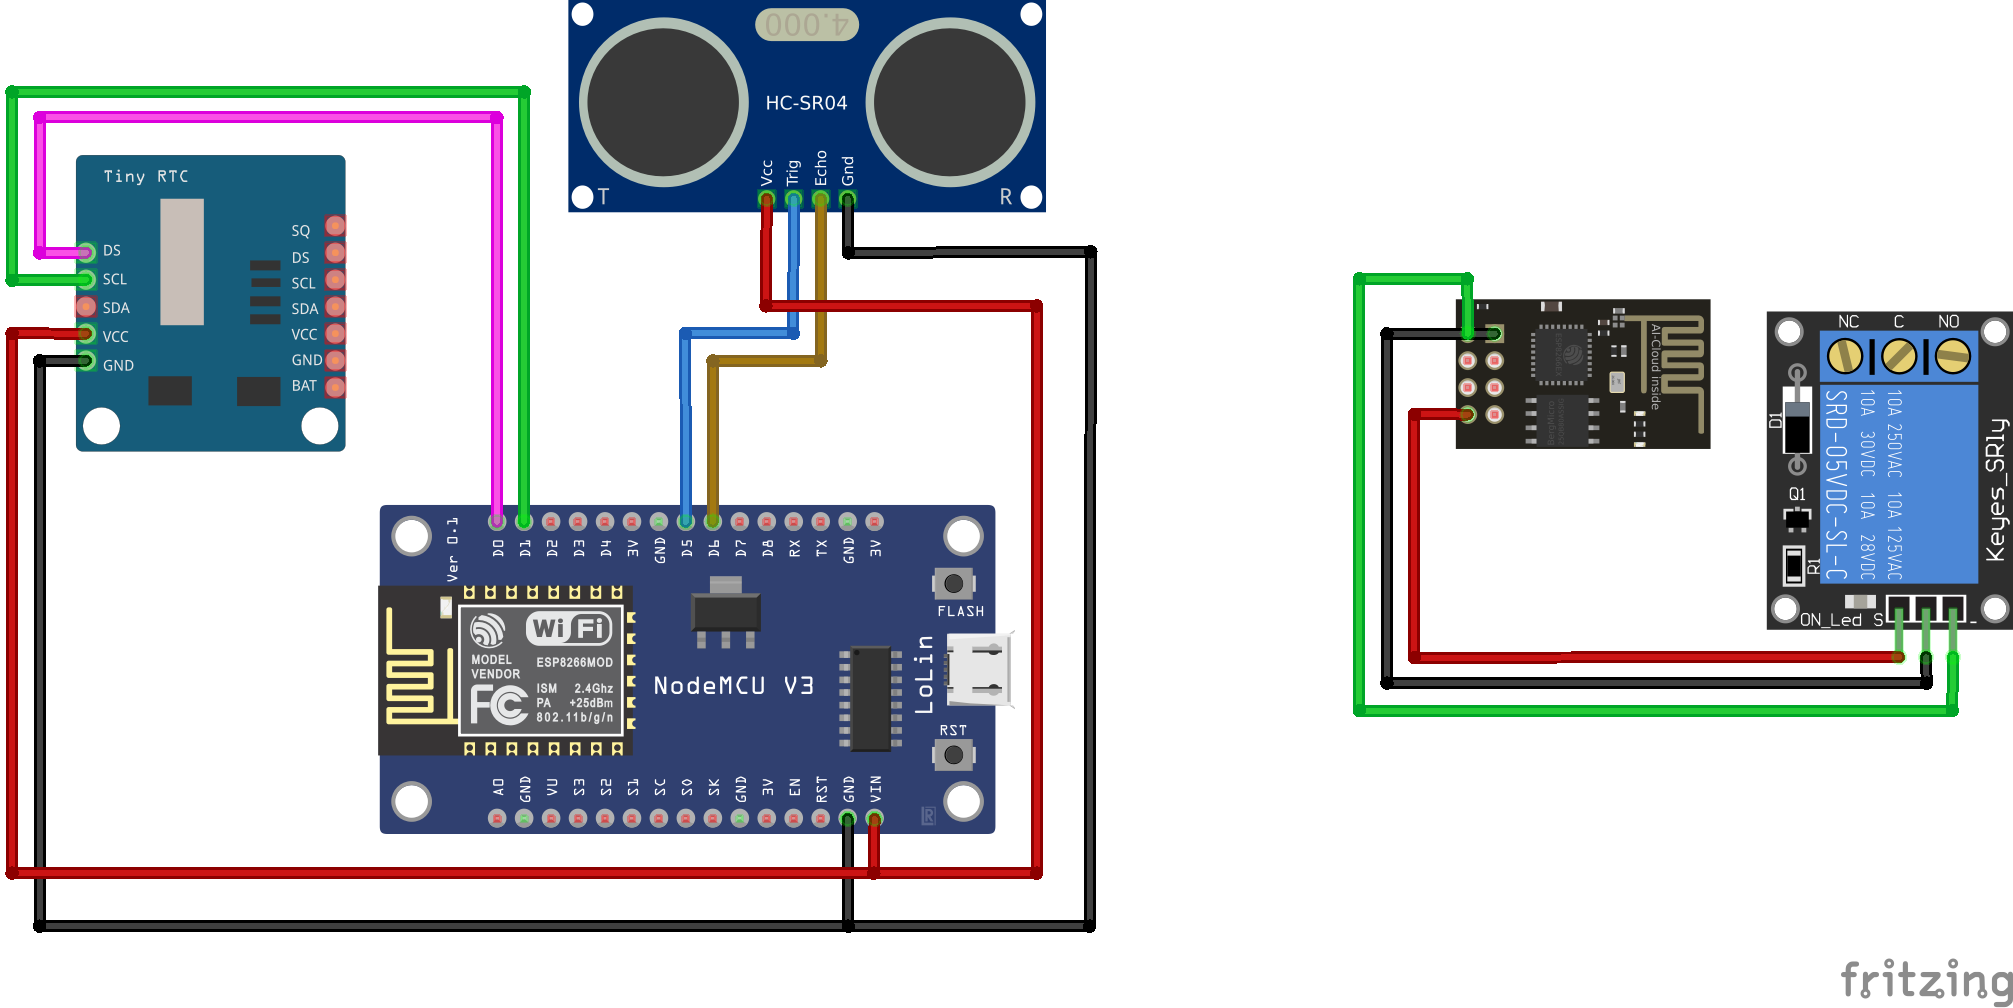 4.000
HC-SR04
Vcc
Trig
Echo
Gnd
T
R
Tiny RTC
DS
SCL
SDA
VCC
GND
SQ
DS
SCL
SDA
VCC
GND
BAT
Ver 0.1
D0
D1
D2
D3
D4
3V
GND
D5
D6
D7
D8
RX
TX
GND
3V
FLASH
WiFi
MODEL
VENDOR
ESP8266MOD
FC
ISM 2.4Ghz
PA +25dBm
802.11b/g/n
NodeMCU V3
LoLin
RST
A0
GND
VU
S3
S2
S1
SC
S0
SK
GND
3V
EN
RST
GND
VIN
AI-Cloud inside
NC
C
NO
SRD-05VDC-SL-C
10A 30VDC 10A 28VDC
10A 250VAC 10A 125VAC
Keyes_SRly
D1
Q1
R1
ON_Led
S
-
fritzing